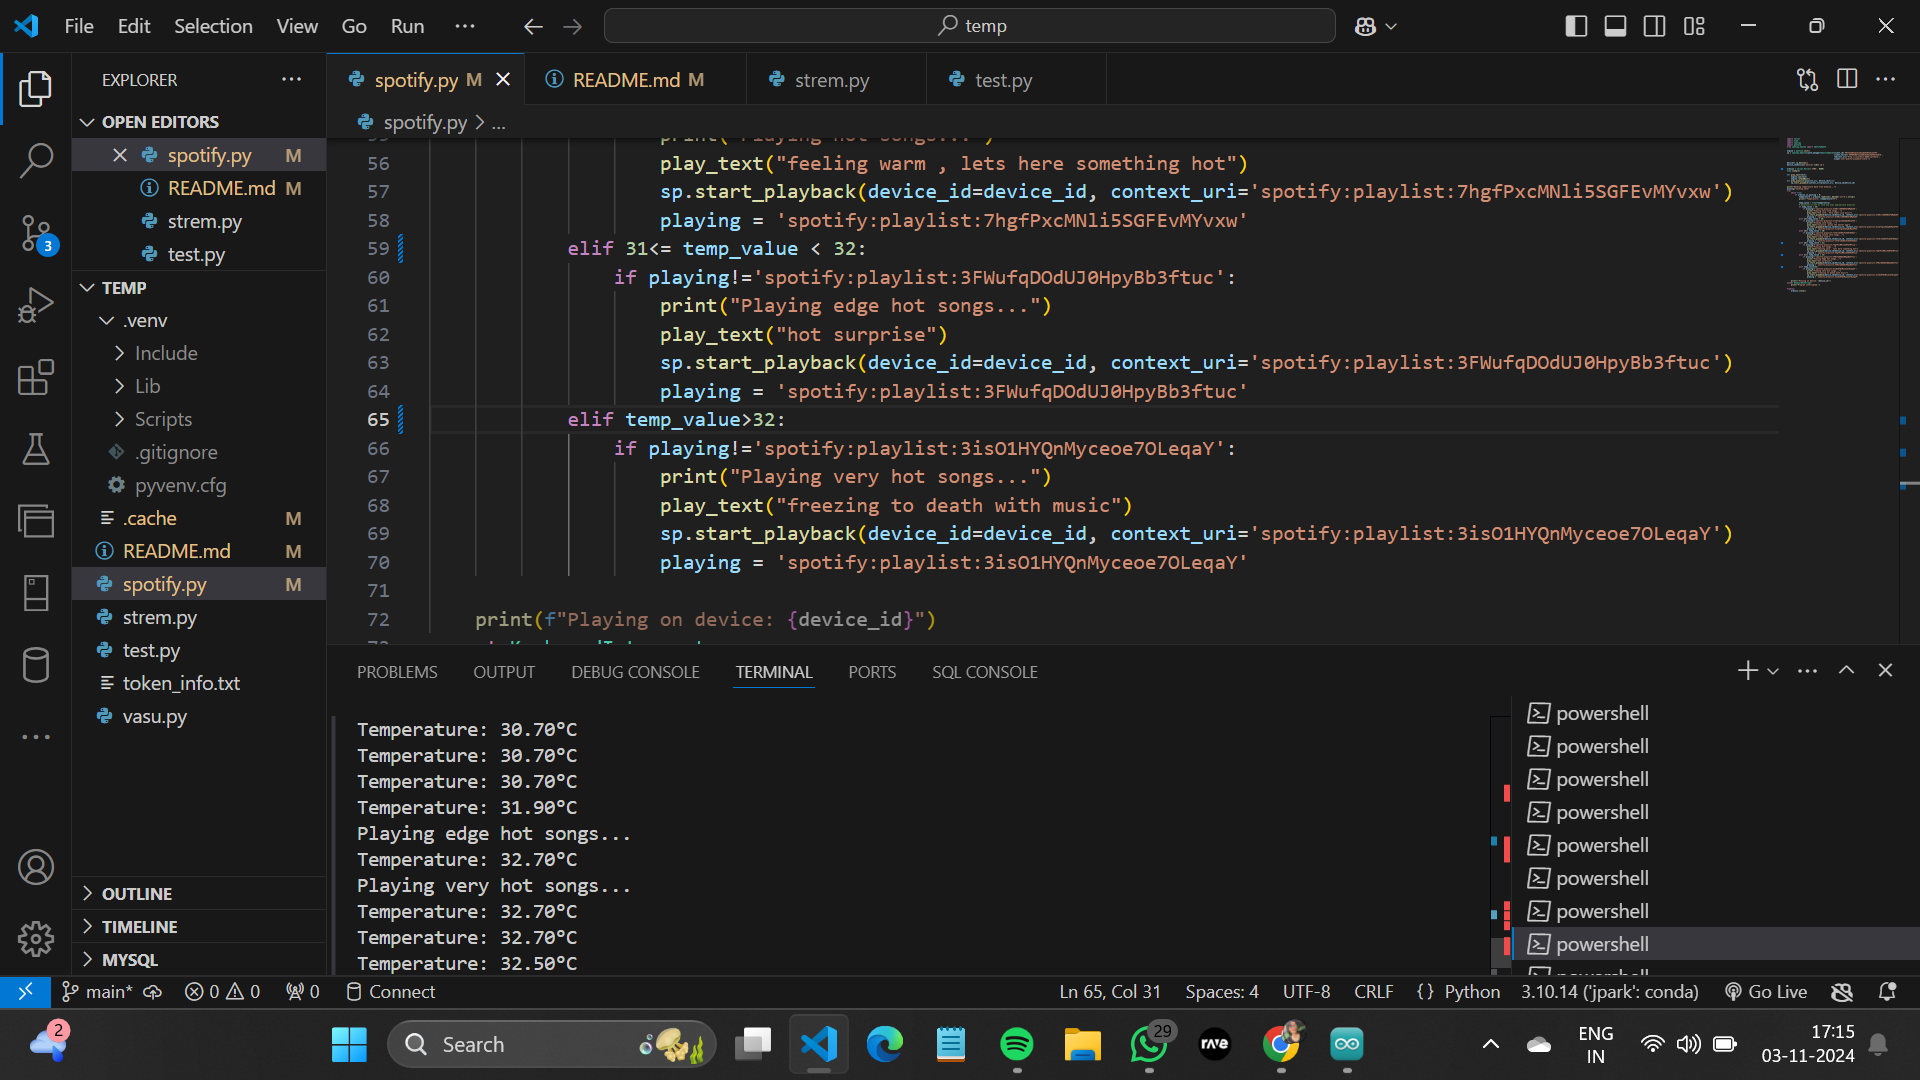 File Edit Selection View Go Run ··· temp
EXPLORER ···
OPEN EDITORS
spotify.py M
README.md M
strem.py
test.py
TEMP
.venv
Include
Lib
Scripts
.gitignore
pyvenv.cfg
.cache M
README.md M
spotify.py M
strem.py
test.py
token_info.txt
vasu.py
OUTLINE
TIMELINE
MYSQL
3
spotify.py M README.md M strem.py test.py
spotify.py > ...
56 play_text("feeling warm , lets here something hot")
57 sp.start_playback(device_id=device_id, context_uri='spotify:playlist:7hgfPxcMNli5SGFEvMYvxw')
58 playing = 'spotify:playlist:7hgfPxcMNli5SGFEvMYvxw'
59 elif 31<= temp_value < 32:
60 if playing!='spotify:playlist:3FWufqDOdUJ0HpyBb3ftuc':
61 print("Playing edge hot songs...")
62 play_text("hot surprise")
63 sp.start_playback(device_id=device_id, context_uri='spotify:playlist:3FWufqDOdUJ0HpyBb3ftuc')
64 playing = 'spotify:playlist:3FWufqDOdUJ0HpyBb3ftuc'
65 elif temp_value>32:
66 if playing!='spotify:playlist:3isO1HYQnMyceoe7OLeqaY':
67 print("Playing very hot songs...")
68 play_text("freezing to death with music")
69 sp.start_playback(device_id=device_id, context_uri='spotify:playlist:3isO1HYQnMyceoe7OLeqaY')
70 playing = 'spotify:playlist:3isO1HYQnMyceoe7OLeqaY'
71
72 print(f"Playing on device: {device_id}")
PROBLEMS OUTPUT DEBUG CONSOLE TERMINAL PORTS SQL CONSOLE
Temperature: 30.70°C
Temperature: 30.70°C
Temperature: 30.70°C
Temperature: 31.90°C
Playing edge hot songs...
Temperature: 32.70°C
Playing very hot songs...
Temperature: 32.70°C
Temperature: 32.70°C
Temperature: 32.50°C
powershell
powershell
powershell
powershell
powershell
powershell
powershell
powershell
main* 0 0 0 Connect Ln 65, Col 31 Spaces: 4 UTF-8 CRLF {} Python 3.10.14 ('jpark': conda) Go Live
2 Search 29 rave ENG
IN 17:15
03-11-2024